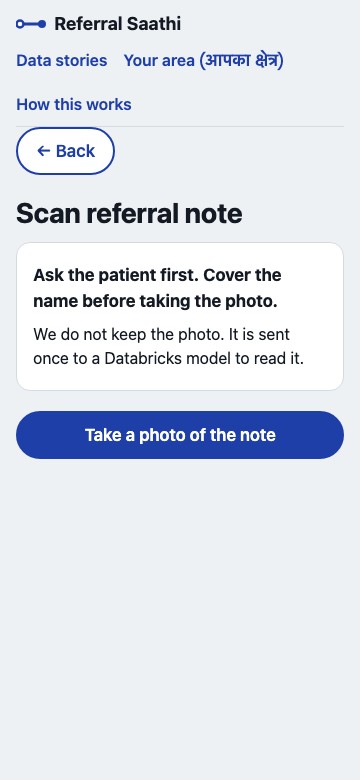 Referral Saathi
Data stories Your area (आपका क्षेत्र)
How this works
← Back
Scan referral note
Ask the patient first. Cover the
name before taking the photo.
We do not keep the photo. It is sent
once to a Databricks model to read it.
Take a photo of the note